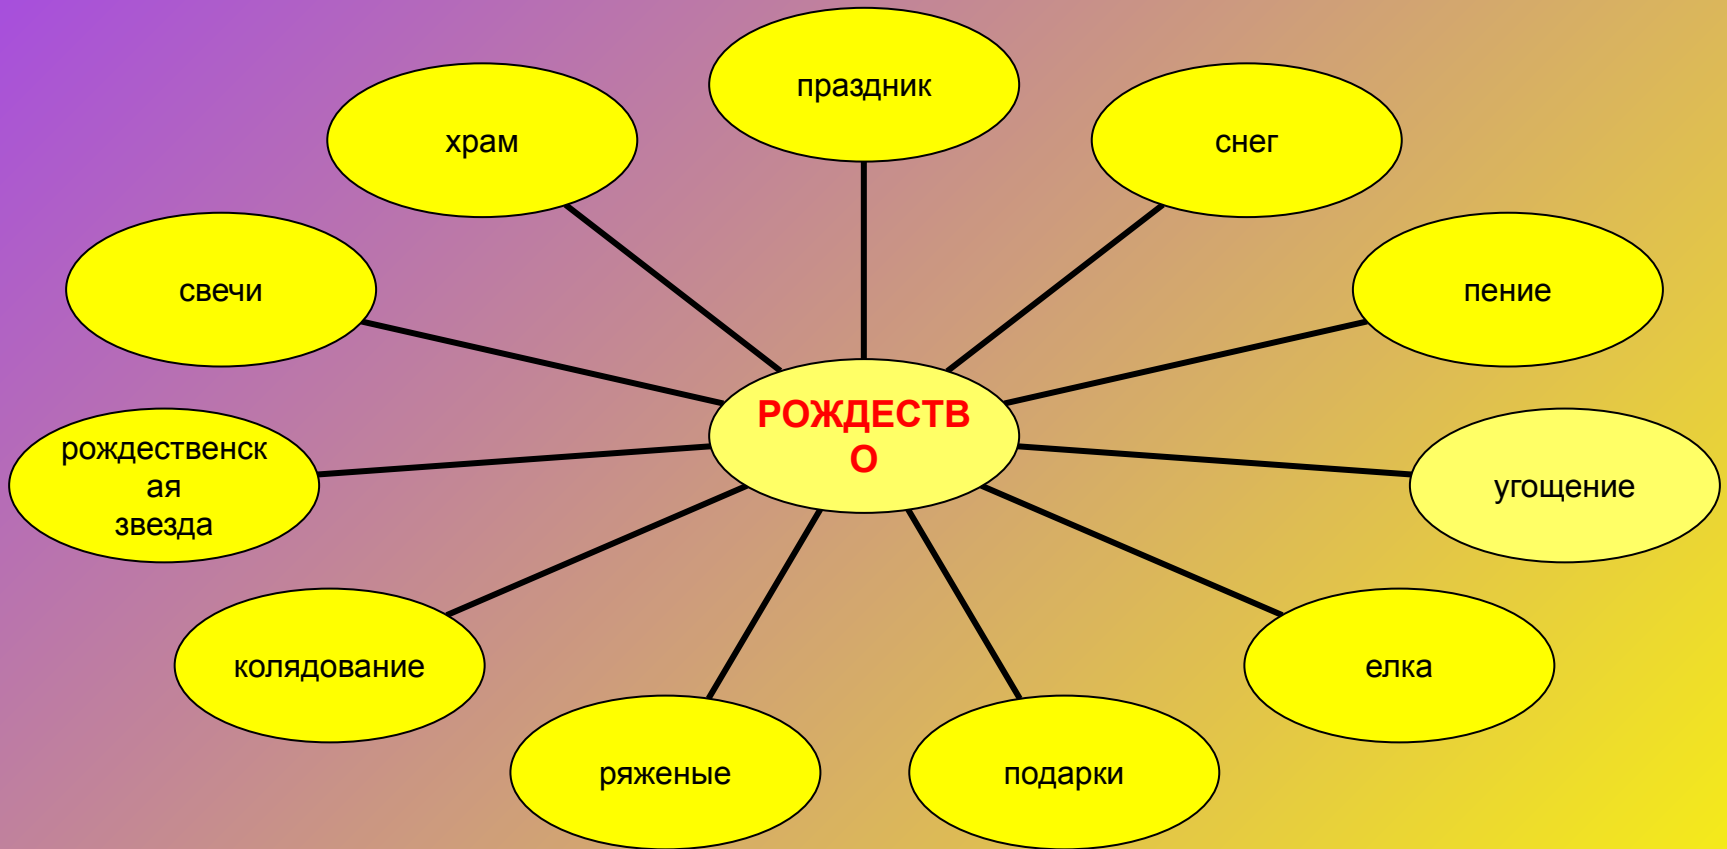 праздник
храм
снег
свечи
пение
РОЖДЕСТВ
О
рождественск
ая
звезда
угощение
колядование
елка
ряженые
подарки